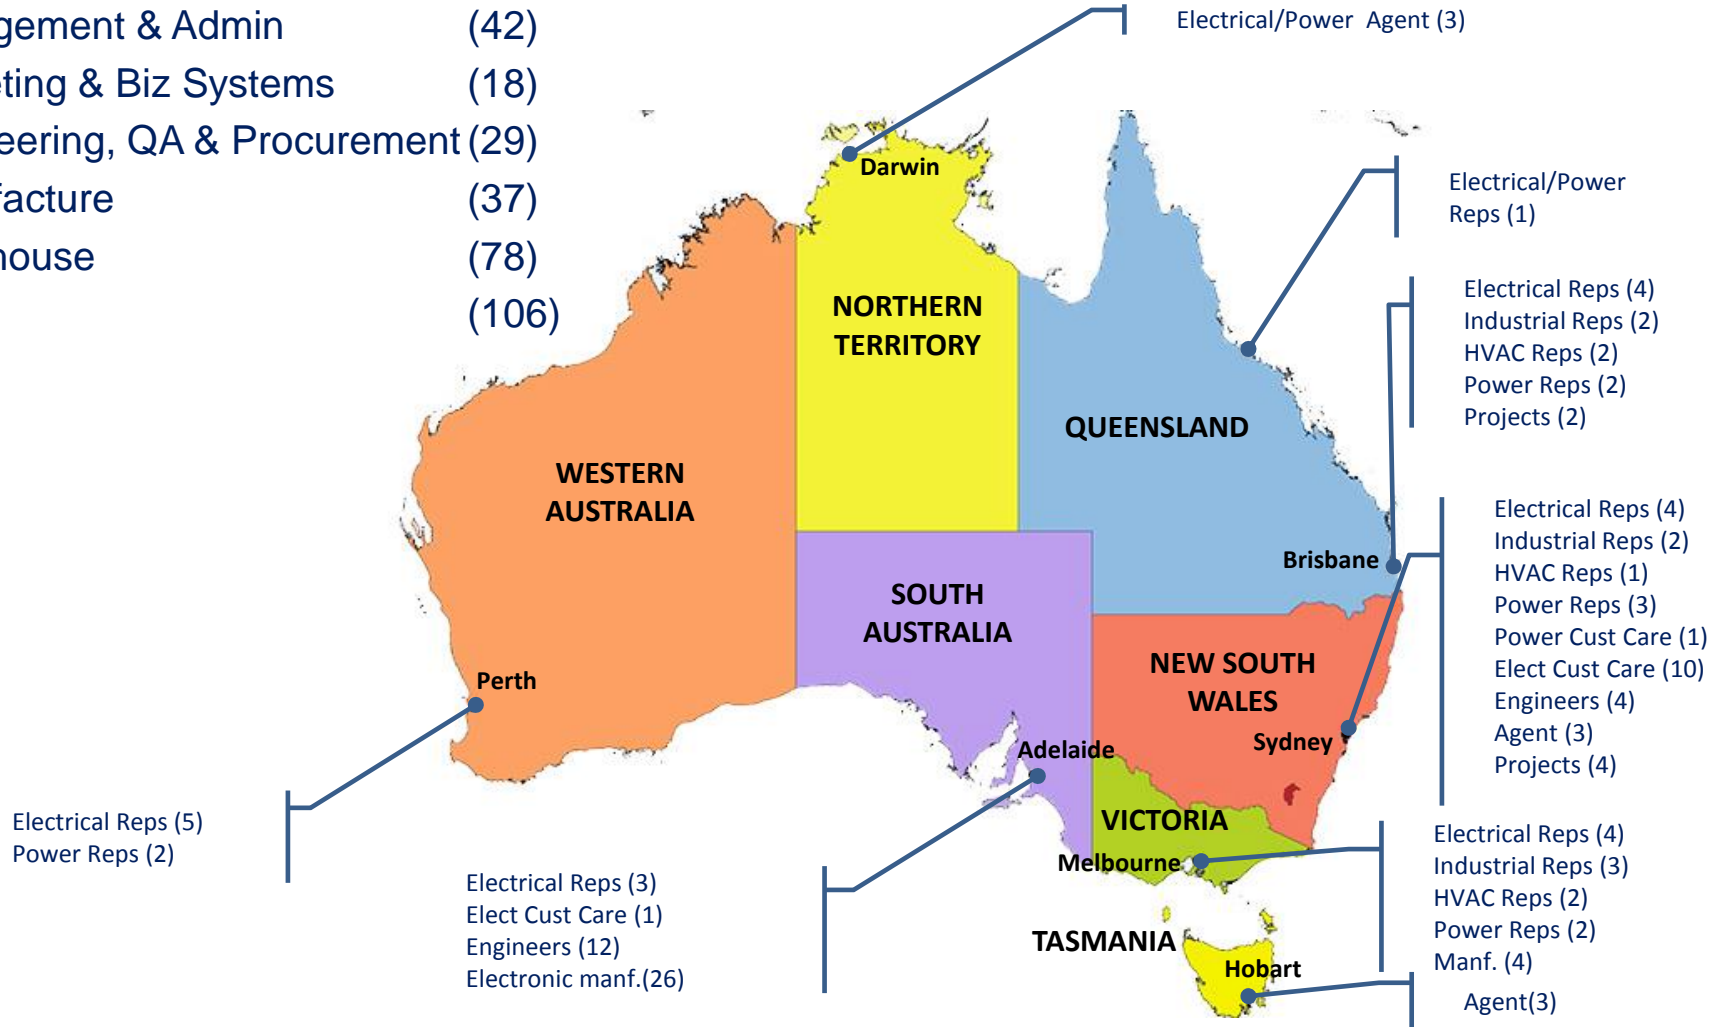 gement & Admin (42)
eting & Biz Systems (18)
eering, QA & Procurement (29)
facture (37)
house (78)
(106)
Electrical/Power Agent (3)
Darwin
Electrical/Power
Reps (1)
NORTHERN
TERRITORY
Electrical Reps (4)
Industrial Reps (2)
HVAC Reps (2)
Power Reps (2)
Projects (2)
QUEENSLAND
WESTERN
AUSTRALIA
Brisbane
Electrical Reps (4)
Industrial Reps (2)
HVAC Reps (1)
Power Reps (3)
Power Cust Care (1)
Elect Cust Care (10)
Engineers (4)
Agent (3)
Projects (4)
SOUTH
AUSTRALIA
NEW SOUTH
WALES
Perth
Sydney
Adelaide
Electrical Reps (5)
Power Reps (2)
VICTORIA
Melbourne
Electrical Reps (4)
Industrial Reps (3)
HVAC Reps (2)
Power Reps (2)
Manf. (4)
Electrical Reps (3)
Elect Cust Care (1)
Engineers (12)
Electronic manf.(26)
TASMANIA
Hobart
Agent(3)